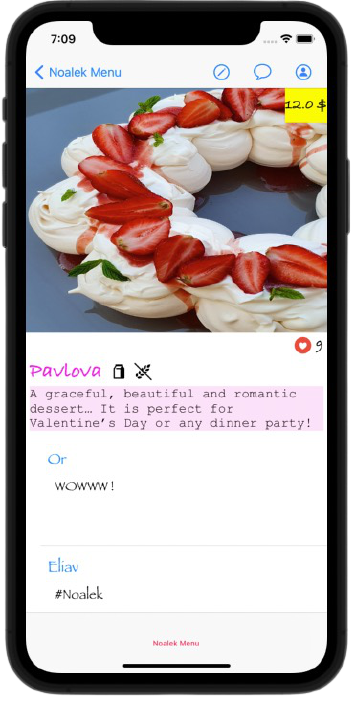 7:09
Noalek Menu
12.0 $
9
Pavlova
A graceful, beautiful and romantic
dessert… It is perfect for
Valentine's Day or any dinner party!
Or
WOWWW!
Eliav
#Noalek
Noalek Menu